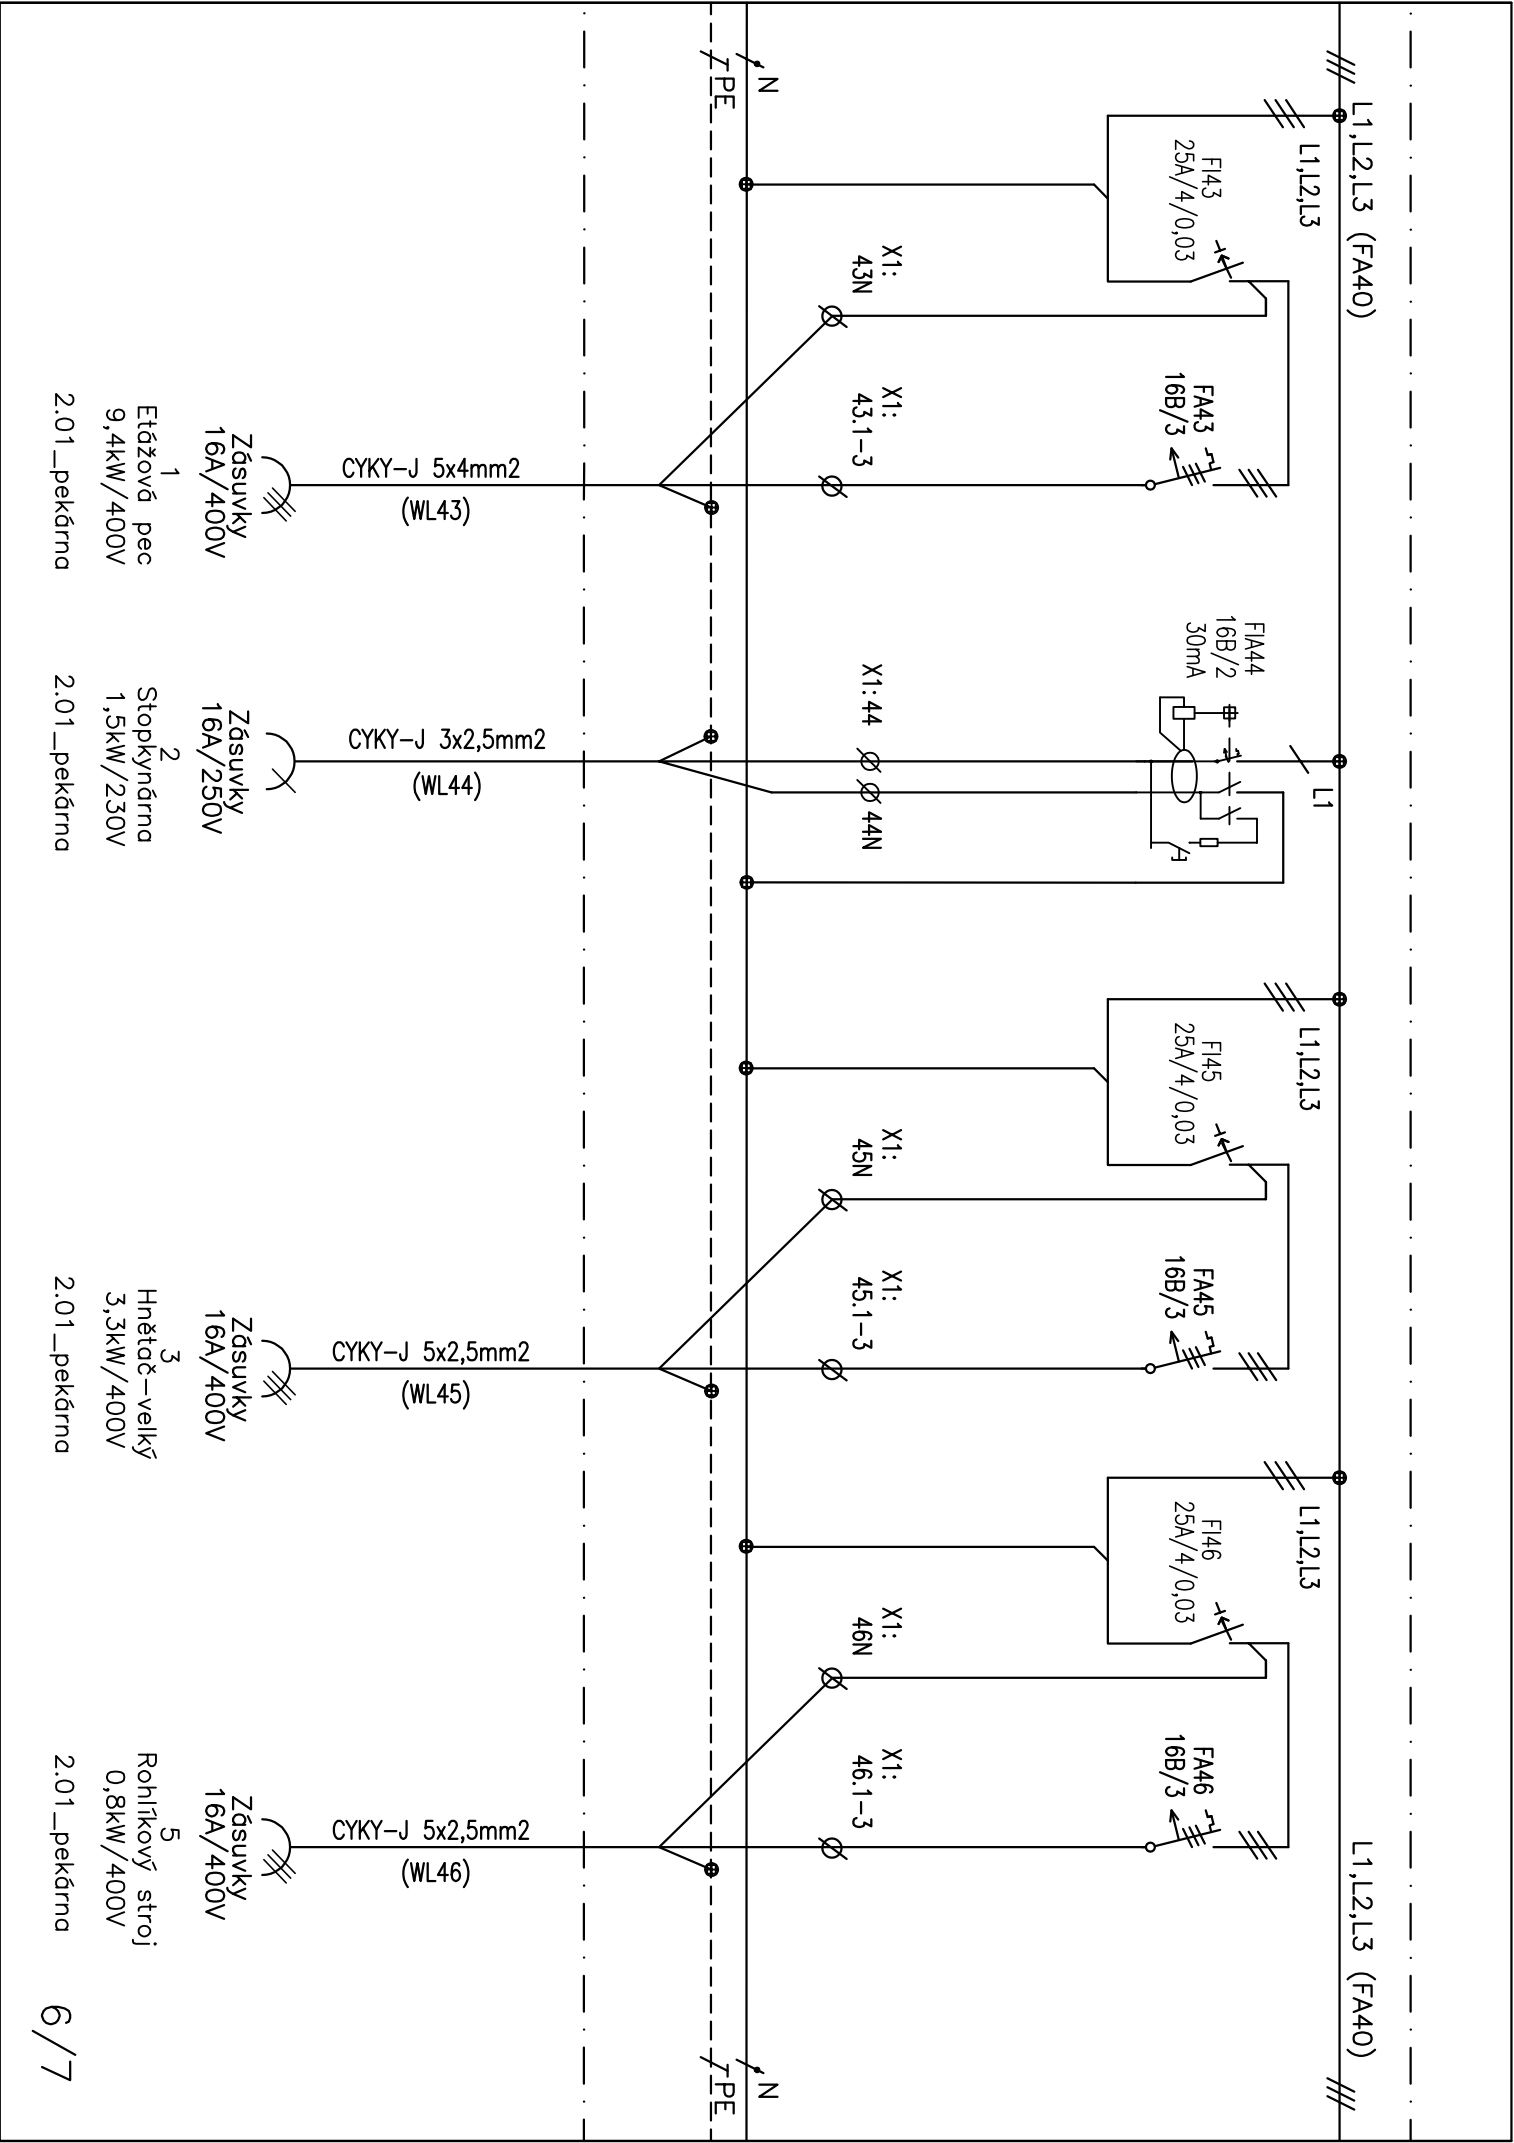 L1,L2,L3 (FA40)
L1,L2,L3 (FA40)
L1,L2,L3
FI43
25A/4/0,03
FA43
16B/3
X1:
43N
X1:
43.1-3
L1
FIA44
16B/2
30mA
X1:44
44N
L1,L2,L3
FI45
25A/4/0,03
FA45
16B/3
X1:
45N
X1:
45.1-3
L1,L2,L3
FI46
25A/4/0,03
FA46
16B/3
X1:
46N
X1:
46.1-3
N
PE
N
PE
CYKY-J 5x4mm2
(WL43)
Zásuvky
16A/400V
1
Etážová pec
9,4kW/400V
2.01_pekárna
CYKY-J 3x2,5mm2
(WL44)
Zásuvky
16A/250V
2
Stopkynárna
1,5kW/230V
2.01_pekárna
CYKY-J 5x2,5mm2
(WL45)
Zásuvky
16A/400V
3
Hnětač-velký
3,3kW/400V
2.01_pekárna
CYKY-J 5x2,5mm2
(WL46)
Zásuvky
16A/400V
5
Rohlíkový stroj
0,8kW/400V
2.01_pekárna
6/7